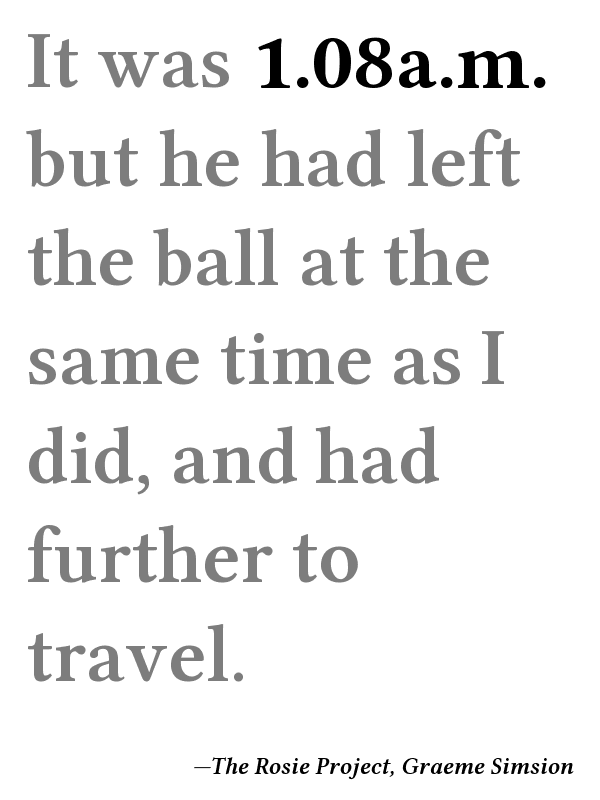 It was 1.08a.m.
but he had left
the ball at the
same time as I
did, and had
further to
travel.
—The Rosie Project, Graeme Simsion